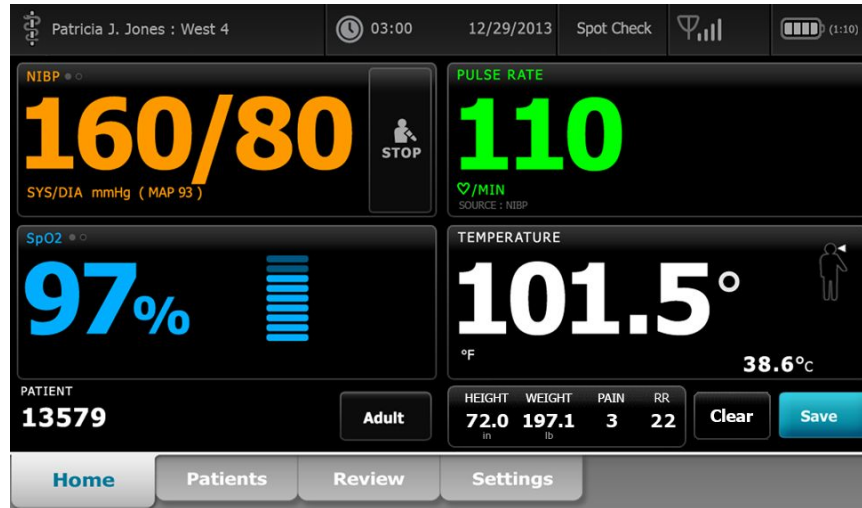 Patricia J. Jones : West 4
03:00
12/29/2013
Spot Check
(1:10)
NIBP
160/80
STOP
SYS/DIA mmHg ( MAP 93 )
PULSE RATE
110
/MIN
SOURCE : NIBP
SpO2
97%
TEMPERATURE
101.5°
°F
38.6°C
PATIENT
13579
Adult
HEIGHT WEIGHT PAIN RR
72.0 197.1 3 22
in lb
Clear
Save
Home Patients Review Settings